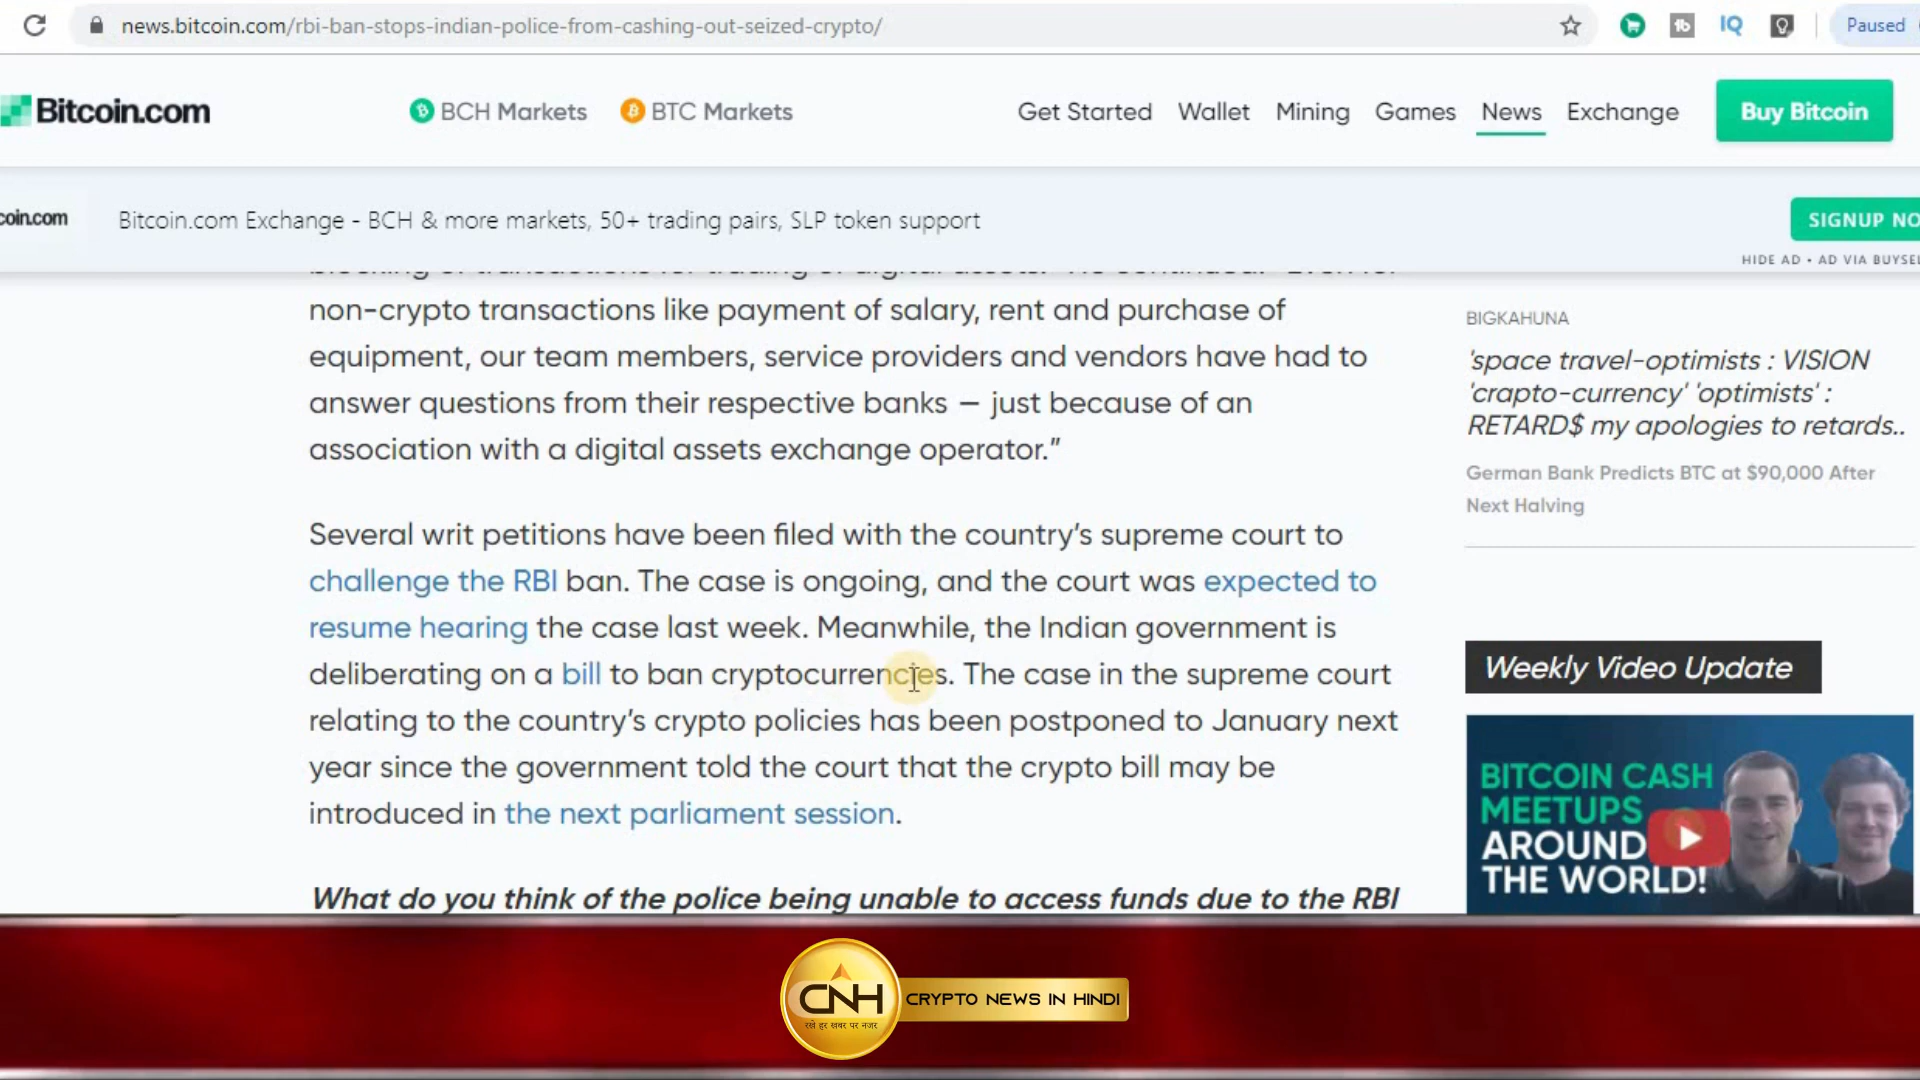 news.bitcoin.com/rbi-ban-stops-indian-police-from-cashing-out-seized-crypto/
IQ
Paused
Bitcoin.com
BCH Markets
BTC Markets
Get Started
Wallet
Mining
Games
News
Exchange
Buy Bitcoin
coin.com
Bitcoin.com Exchange - BCH & more markets, 50+ trading pairs, SLP token support
SIGNUP NO
HIDE AD • AD VIA BUYSEL
non-crypto transactions like payment of salary, rent and purchase of
equipment, our team members, service providers and vendors have had to
answer questions from their respective banks — just because of an
association with a digital assets exchange operator.”
Several writ petitions have been filed with the country’s supreme court to
challenge the RBI ban. The case is ongoing, and the court was expected to
resume hearing the case last week. Meanwhile, the Indian government is
deliberating on a bill to ban cryptocurrencies. The case in the supreme court
relating to the country’s crypto policies has been postponed to January next
year since the government told the court that the crypto bill may be
introduced in the next parliament session.
What do you think of the police being unable to access funds due to the RBI
BIGKAHUNA
'space travel-optimists : VISION
'crapto-currency' 'optimists' :
RETARD$ my apologies to retards..
German Bank Predicts BTC at $90,000 After
Next Halving
Weekly Video Update
BITCOIN CASH
MEETUPS
AROUND
THE WORLD!
CNH
रखे हर खबर पर नजर
CRYPTO NEWS IN HINDI